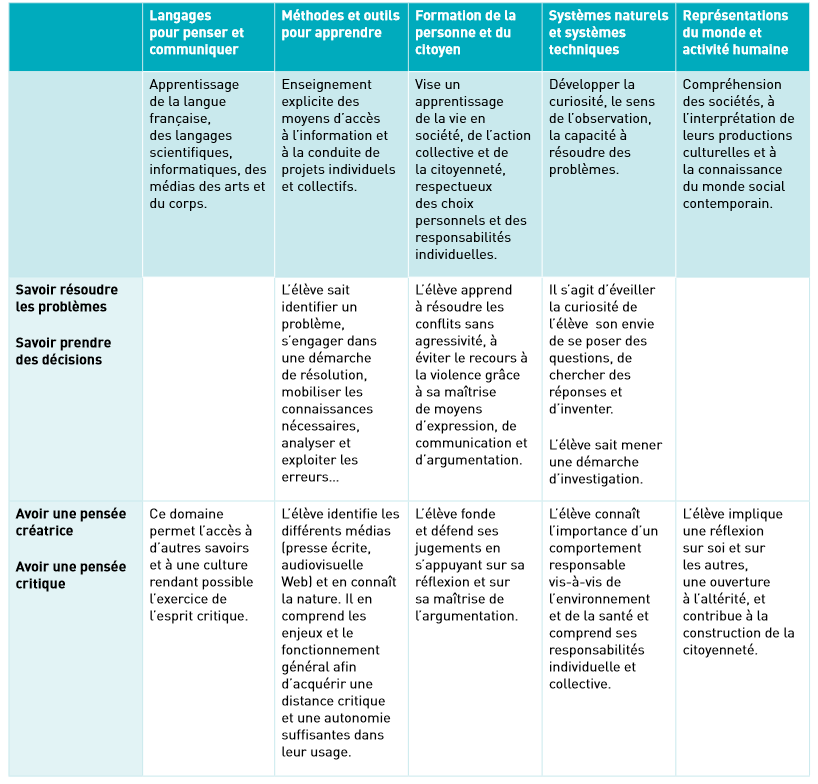 Langages
pour penser et
communiquer
Méthodes et outils
pour apprendre
Formation de la
personne et du
citoyen
Systèmes naturels
et systèmes
techniques
Représentations
du monde et
activité humaine
Apprentissage
de la langue
française,
des langages
scientifiques,
informatiques, des
médias des arts et
du corps.
Enseignement
explicite des
moyens d’accès
à l’information et
à la conduite de
projets individuels
et collectifs.
Vise un
apprentissage
de la vie en
société, de l’action
collective et de
la citoyenneté,
respectueux
des choix
personnels et des
responsabilités
individuelles.
Développer la
curiosité, le sens
de l’observation,
la capacité à
résoudre des
problèmes.
Compréhension
des sociétés, à
l’interprétation de
leurs productions
culturelles et à
la connaissance
du monde social
contemporain.
Savoir résoudre
les problèmes
Savoir prendre
des décisions
L’élève sait
identifier un
problème,
s’engager dans
une démarche
de résolution,
mobiliser les
connaissances
nécessaires,
analyser et
exploiter les
erreurs…
L’élève apprend
à résoudre les
conflits sans
agressivité, à
éviter le recours à
la violence grâce
à sa maîtrise
de moyens
d’expression, de
communication et
d’argumentation.
Il s’agit d’éveiller
la curiosité de
l’élève son envie
de se poser des
questions, de
chercher des
réponses et
d’inventer.
L’élève sait mener
une démarche
d’investigation.
Avoir une pensée
créatrice
Avoir une pensée
critique
Ce domaine
permet l’accès à
d’autres savoirs
et à une culture
rendant possible
l’exercice de
l’esprit critique.
L’élève identifie les
différents médias
(presse écrite,
audiovisuelle
Web) et en connaît
la nature. Il en
comprend les
enjeux et le
fonctionnement
général afin
d’acquérir une
distance critique
et une autonomie
suffisantes dans
leur usage.
L’élève fonde
et défend ses
jugements en
s’appuyant sur sa
réflexion et sur
sa maîtrise de
l’argumentation.
L’élève connaît
l’importance d’un
comportement
responsable
vis-à-vis de
l’environnement
et de la santé et
comprend ses
responsabilités
individuelle et
collective.
L’élève implique
une réflexion
sur soi et sur
les autres,
une ouverture
à l’altérité, et
contribue à la
construction de la
citoyenneté.